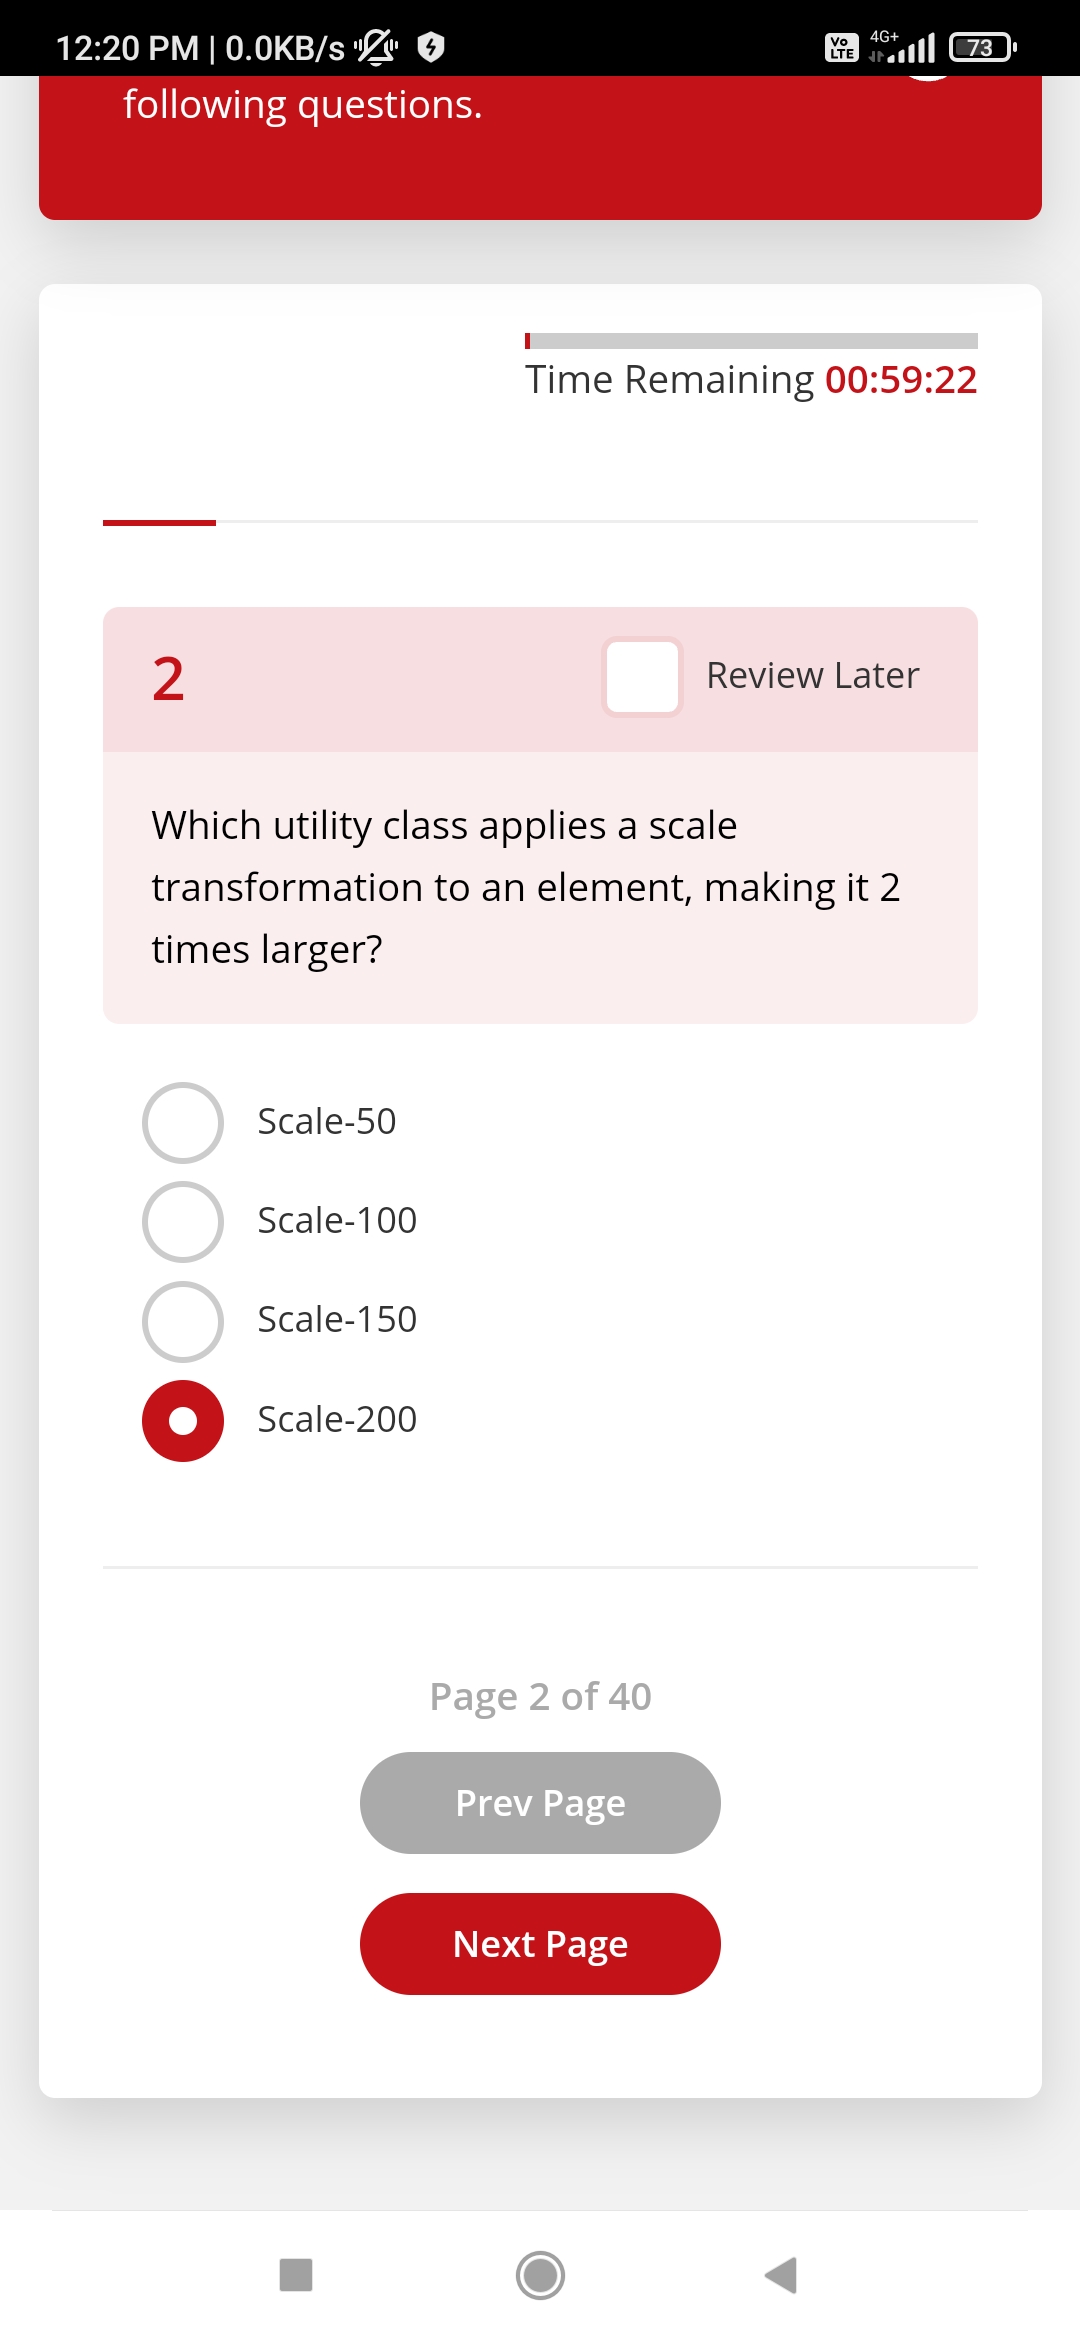 12:20 PM | 0.0KB/s
Vo LTE 4G+ 73
following questions.
Time Remaining 00:59:22
2 Review Later
Which utility class applies a scale
transformation to an element, making it 2
times larger?
Scale-50
Scale-100
Scale-150
Scale-200
Page 2 of 40
Prev Page
Next Page